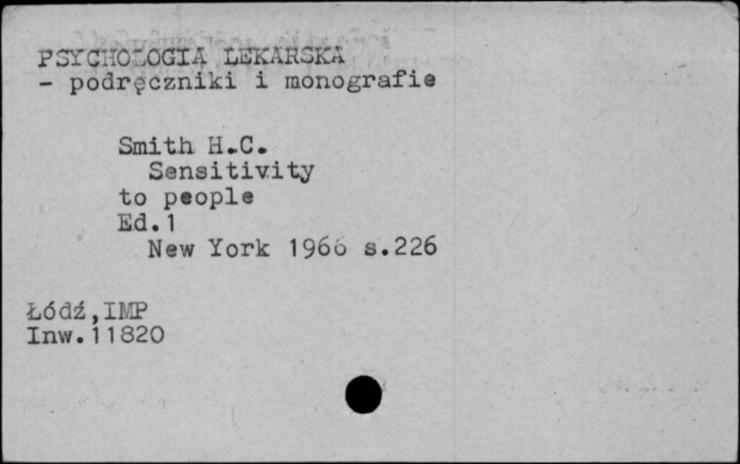 PSYCHOLOGIA LEKARSKA
- podręczniki i monografie
Smith H.C.
Sensitivity
to people
Ed.1
New York 1966 s.226
Łódź,IMP
Inw.11820